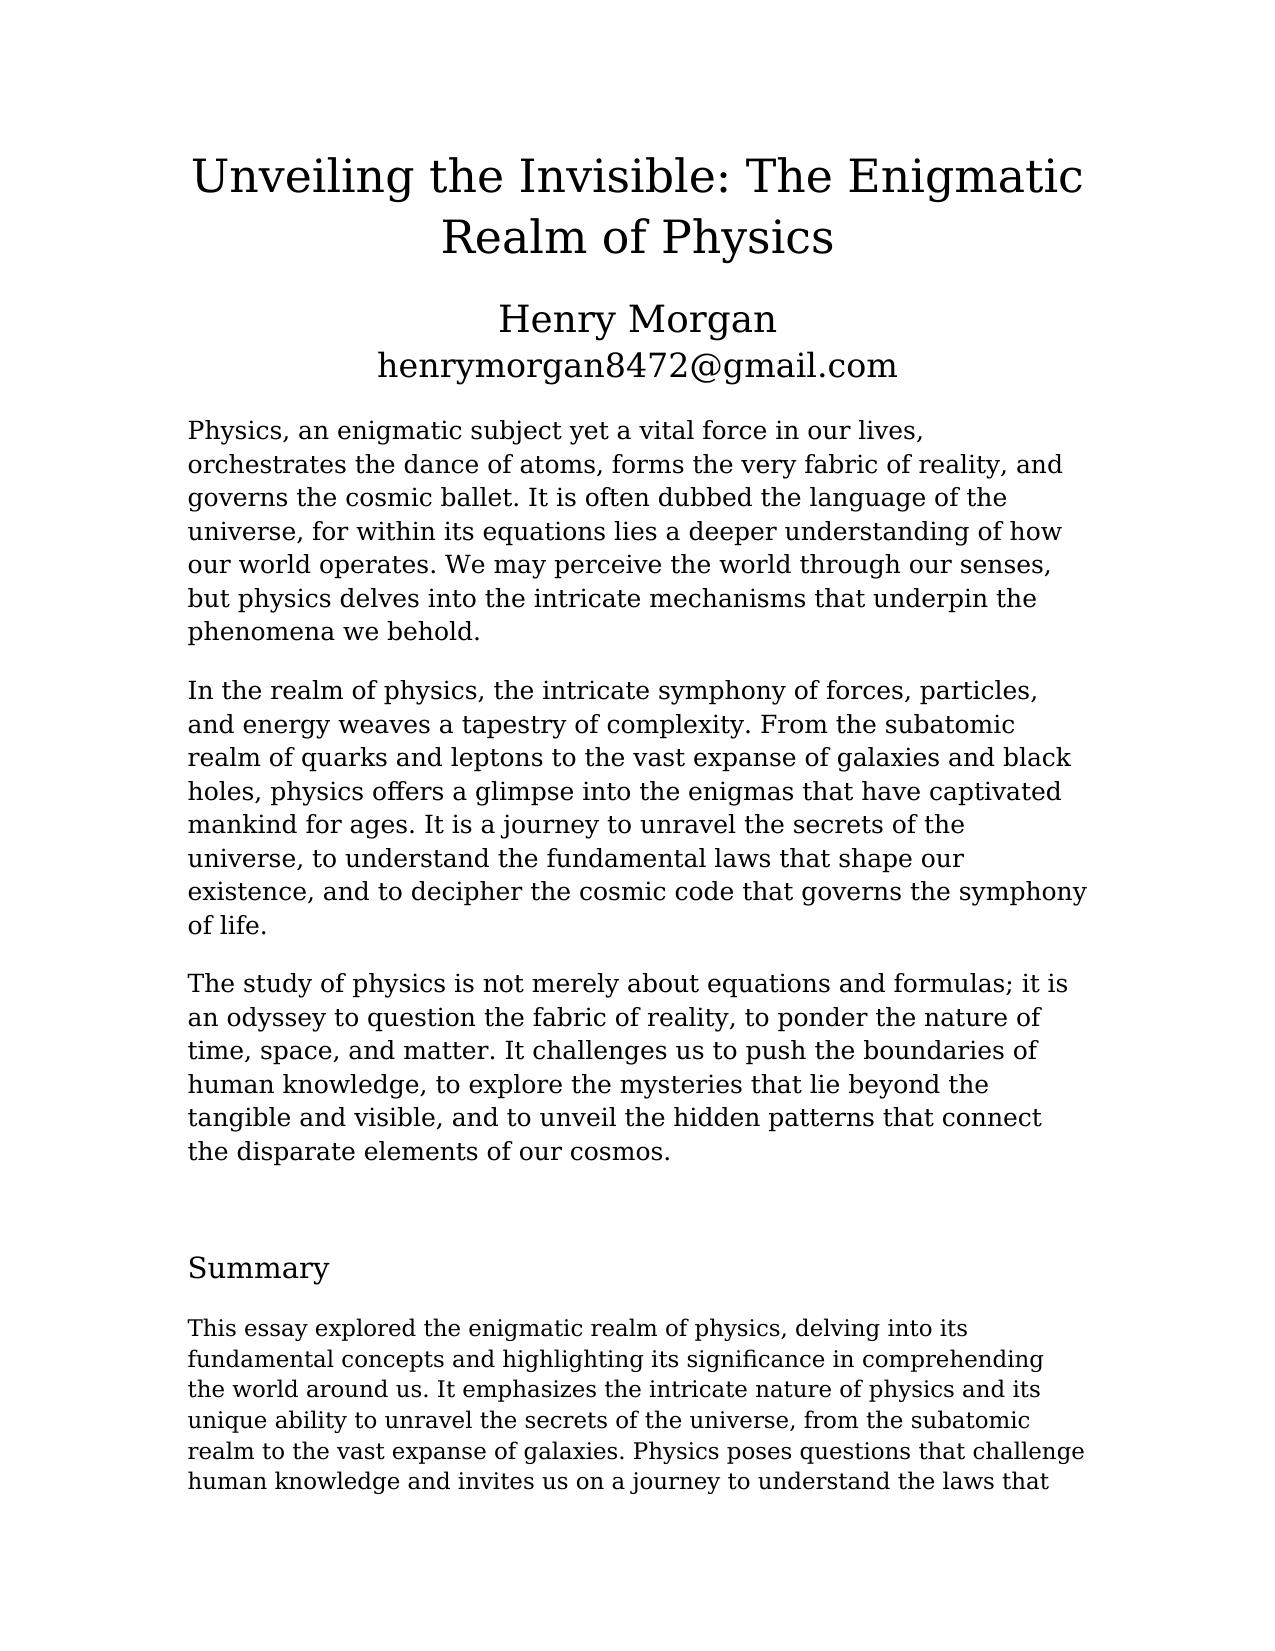 Unveiling the Invisible: The Enigmatic
Realm of Physics
Henry Morgan
henrymorgan8472@gmail.com
Physics, an enigmatic subject yet a vital force in our lives,
orchestrates the dance of atoms, forms the very fabric of reality, and
governs the cosmic ballet. It is often dubbed the language of the
universe, for within its equations lies a deeper understanding of how
our world operates. We may perceive the world through our senses,
but physics delves into the intricate mechanisms that underpin the
phenomena we behold.
In the realm of physics, the intricate symphony of forces, particles,
and energy weaves a tapestry of complexity. From the subatomic
realm of quarks and leptons to the vast expanse of galaxies and black
holes, physics offers a glimpse into the enigmas that have captivated
mankind for ages. It is a journey to unravel the secrets of the
universe, to understand the fundamental laws that shape our
existence, and to decipher the cosmic code that governs the symphony
of life.
The study of physics is not merely about equations and formulas; it is
an odyssey to question the fabric of reality, to ponder the nature of
time, space, and matter. It challenges us to push the boundaries of
human knowledge, to explore the mysteries that lie beyond the
tangible and visible, and to unveil the hidden patterns that connect
the disparate elements of our cosmos.
Summary
This essay explored the enigmatic realm of physics, delving into its
fundamental concepts and highlighting its significance in comprehending
the world around us. It emphasizes the intricate nature of physics and its
unique ability to unravel the secrets of the universe, from the subatomic
realm to the vast expanse of galaxies. Physics poses questions that challenge
human knowledge and invites us on a journey to understand the laws that